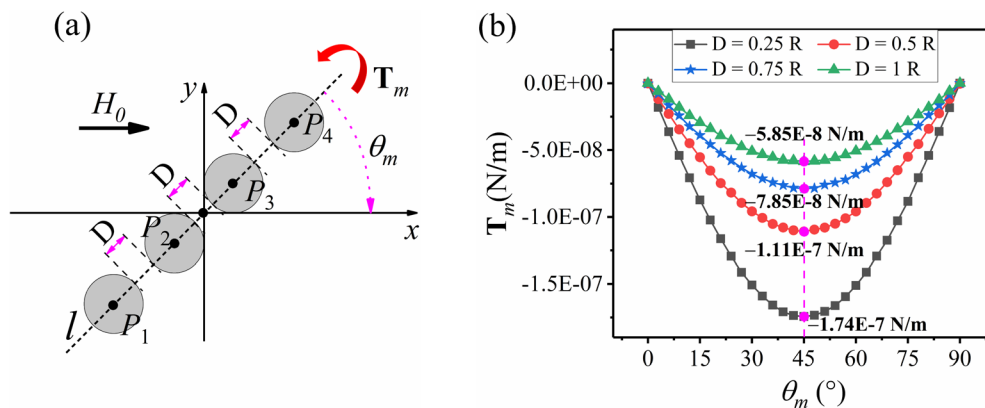 (a)
y
T_m
H_0
D
P_4
θ_m
D
P_3
D
P_2
x
l
P_1
(b)
D = 0.25 R D = 0.5 R
D = 0.75 R D = 1 R
0.0E+00
−5.85E-8 N/m
-5.0E-08
−7.85E-8 N/m
-1.0E-07
−1.11E-7 N/m
-1.5E-07
−1.74E-7 N/m
T_m(N/m)
0 15 30 45 60 75 90
θ_m (°)